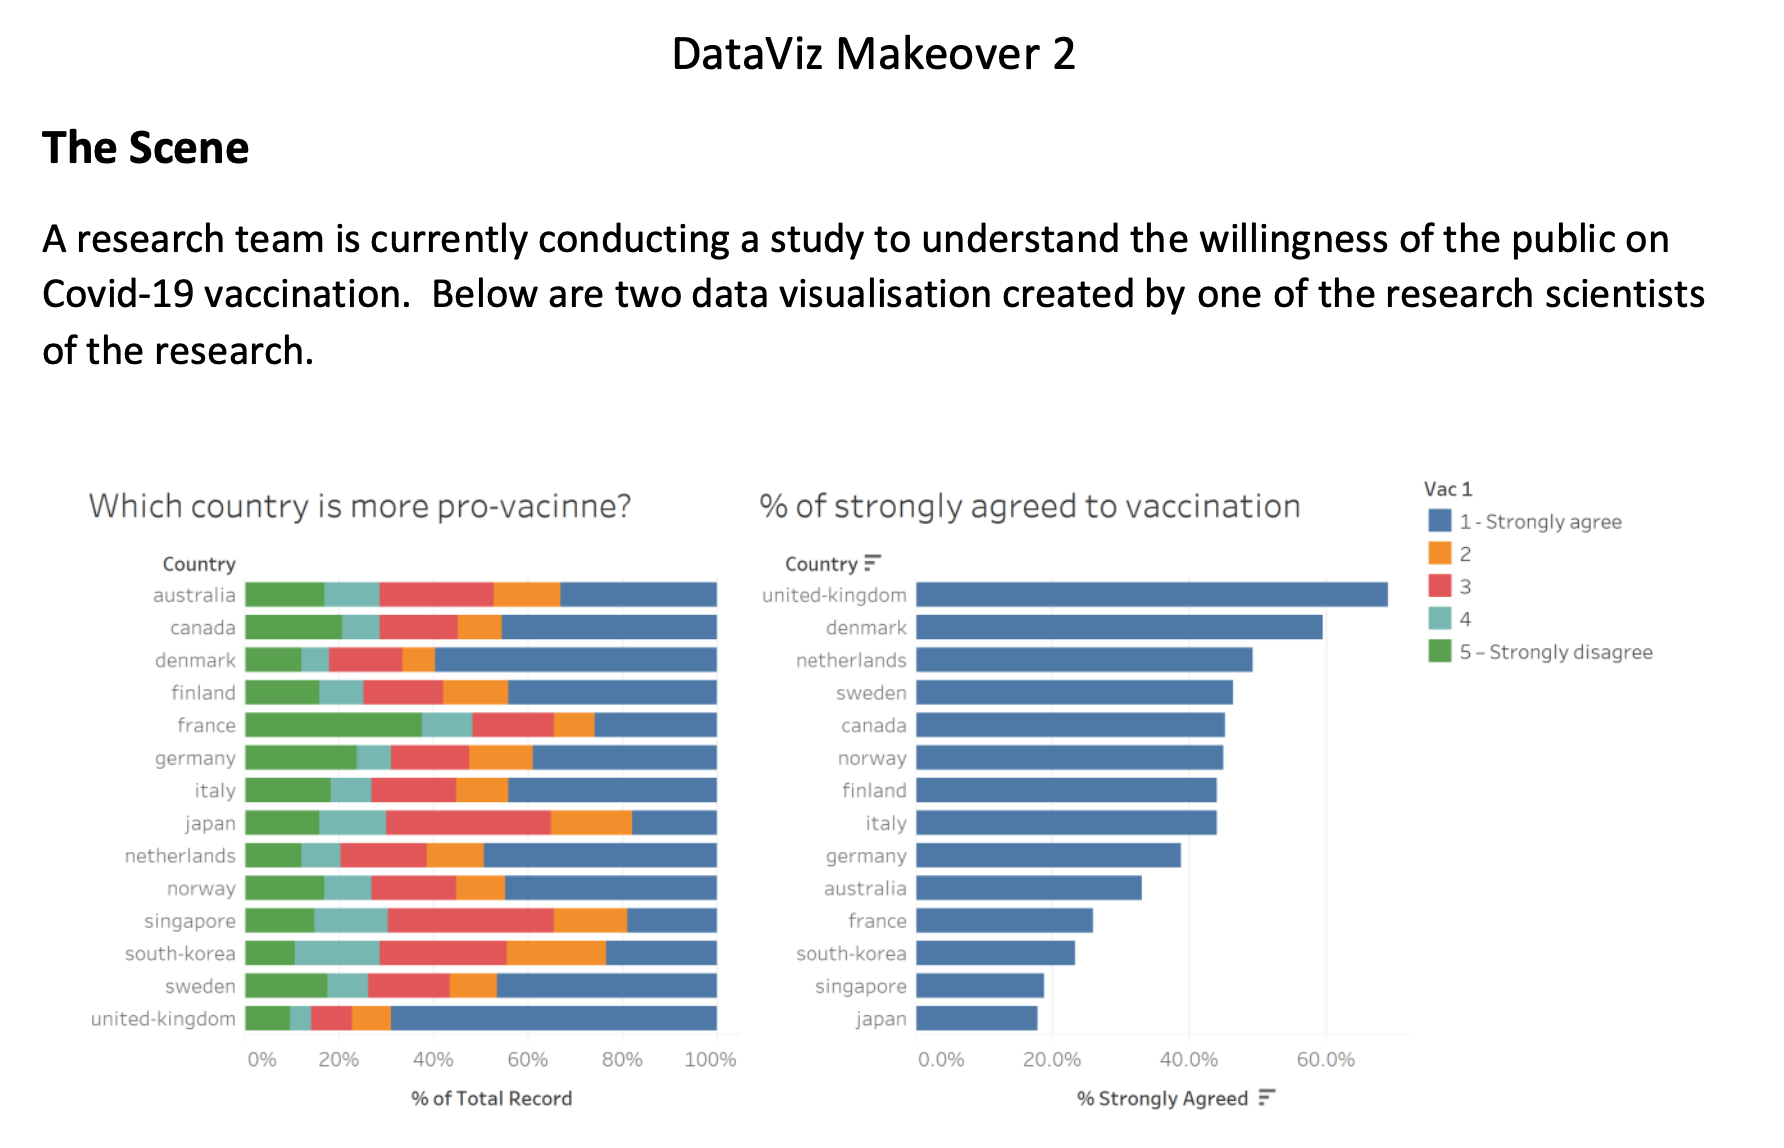 DataViz Makeover 2
The Scene
A research team is currently conducting a study to understand the willingness of the public on
Covid-19 vaccination.  Below are two data visualisation created by one of the research scientists
of the research.
Which country is more pro-vacinne?
Country
australia
canada
denmark
finland
france
germany
italy
japan
netherlands
norway
singapore
south-korea
sweden
united-kingdom
0% 20% 40% 60% 80% 100%
% of Total Record
% of strongly agreed to vaccination
Country
united-kingdom
denmark
netherlands
sweden
canada
norway
finland
italy
germany
australia
france
south-korea
singapore
japan
0.0% 20.0% 40.0% 60.0%
% Strongly Agreed
Vac 1
1 - Strongly agree
2
3
4
5 – Strongly disagree